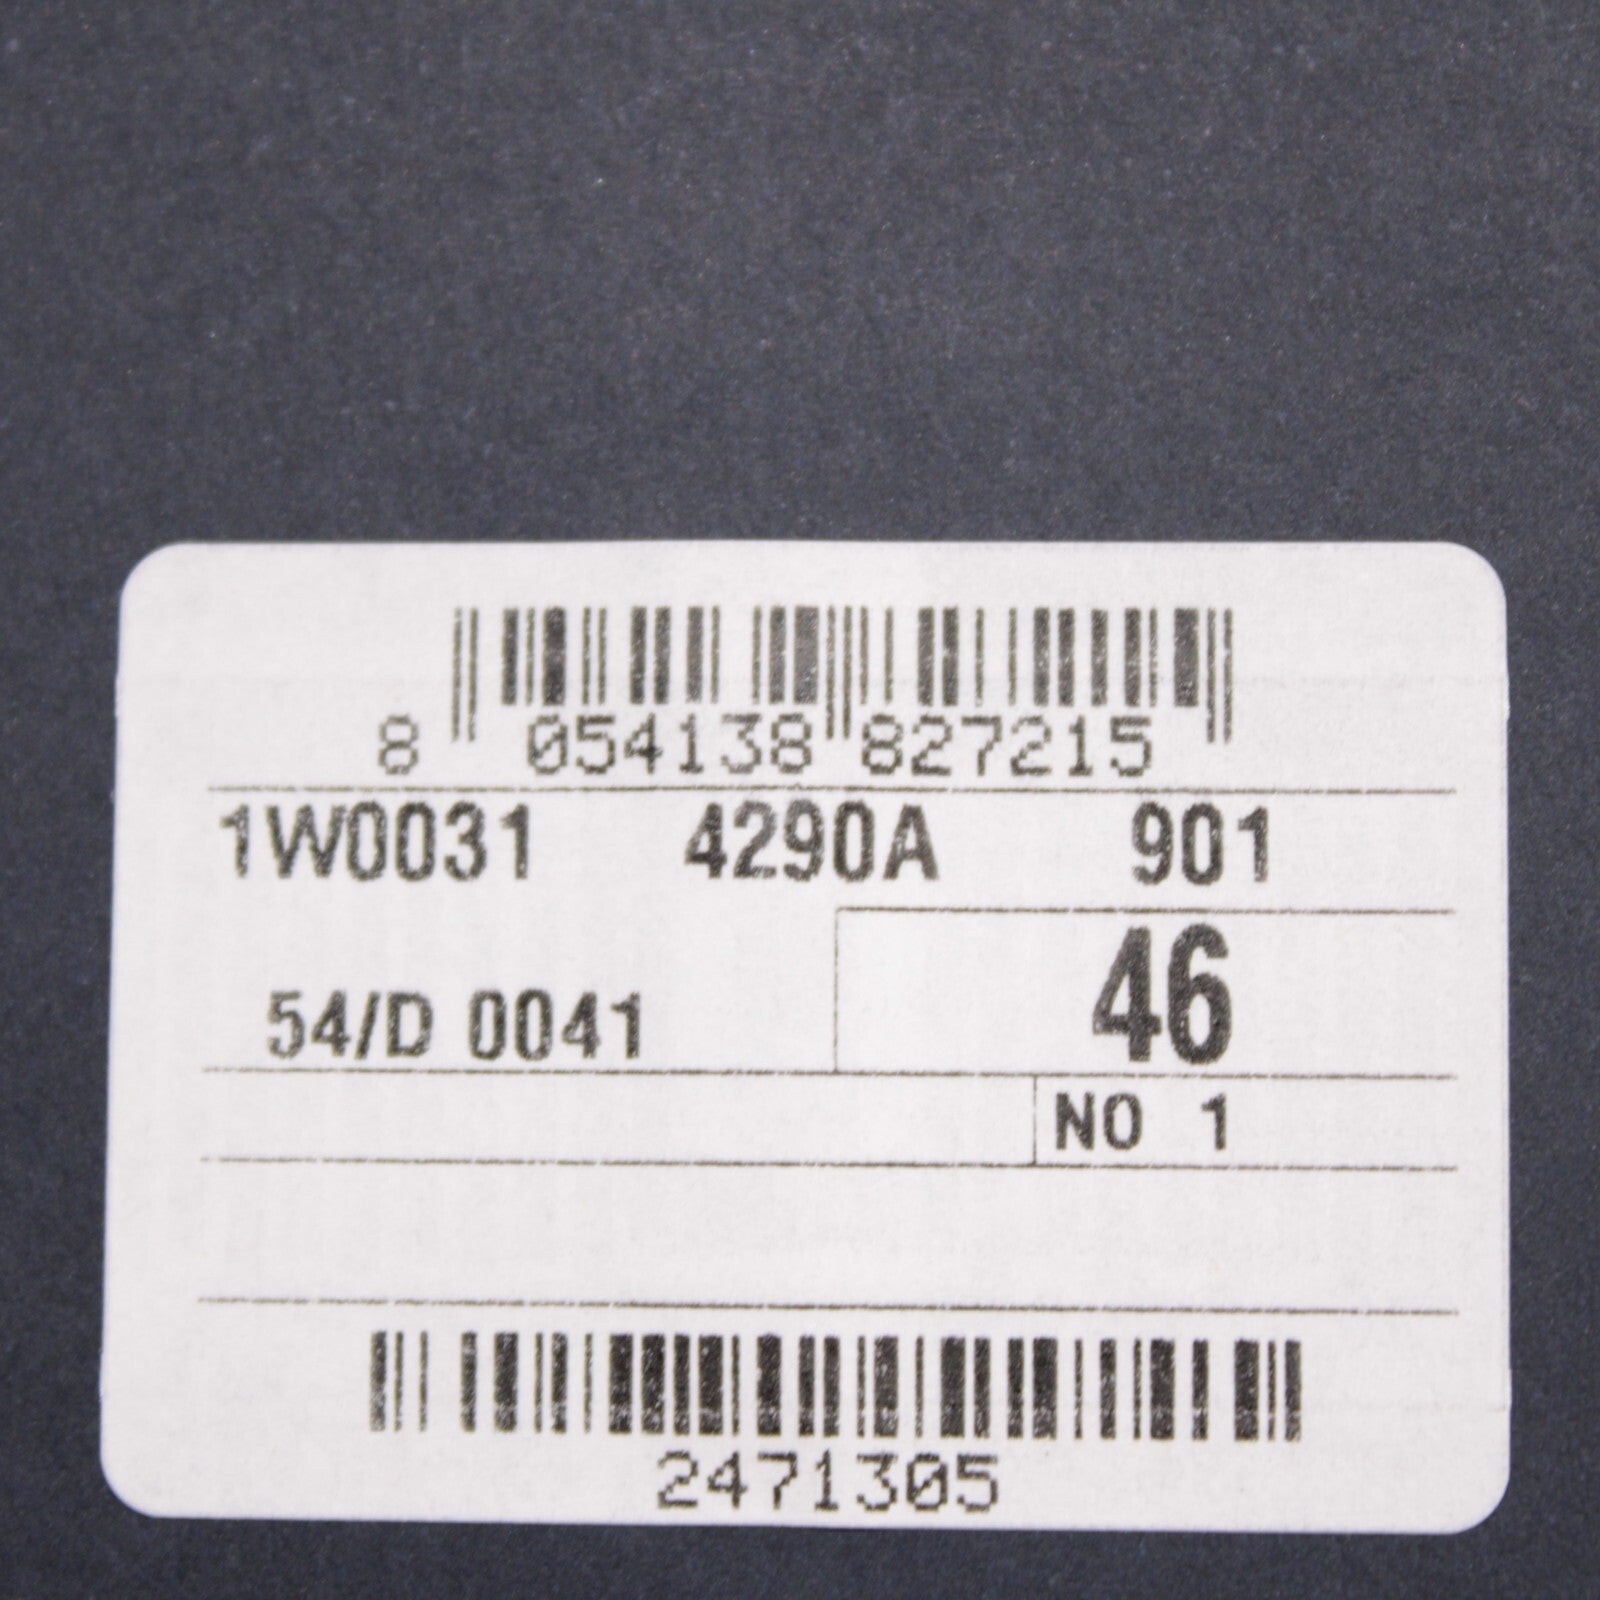 8 054138 827215
1W0031 4290A 901
46
54/D 0041
NO 1
2471305